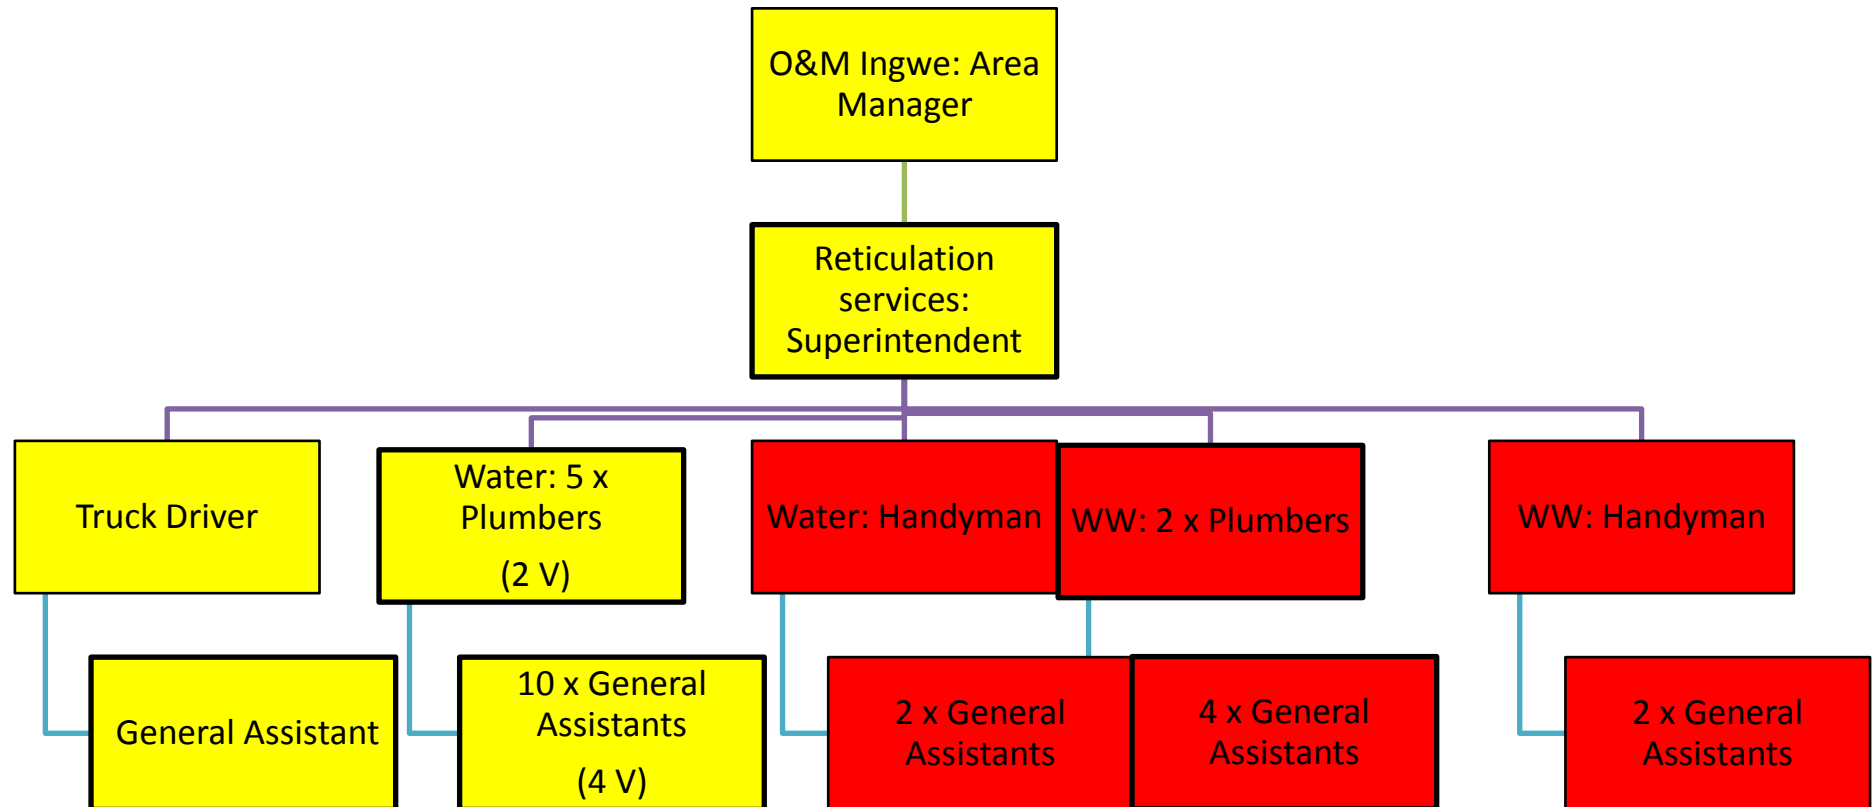 O&M Ingwe: Area
Manager
Reticulation
services:
Superintendent
Truck Driver
Water: 5 x
Plumbers
(2 V)
Water: Handyman
WW: 2 x Plumbers
WW: Handyman
General Assistant
10 x General
Assistants
(4 V)
2 x General
Assistants
4 x General
Assistants
2 x General
Assistants